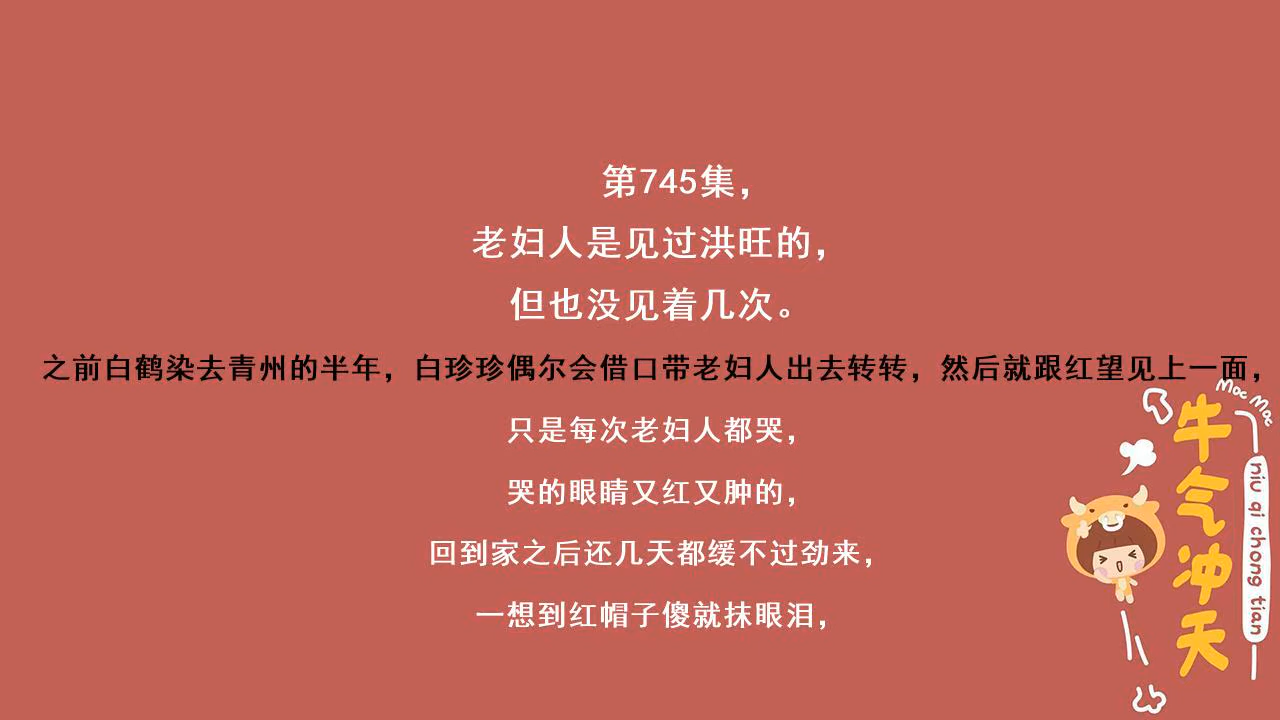 第745集，
老妇人是见过洪旺的，
但也没见着几次。
之前白鹤染去青州的半年，白珍珍偶尔会借口带老妇人出去转转，然后就跟红望见上一面，
只是每次老妇人都哭，
哭的眼睛又红又肿的，
回到家之后还几天都缓不过劲来，
一想到红帽子傻就抹眼泪，
Moc Moc
牛气冲天
niu qi chong tian